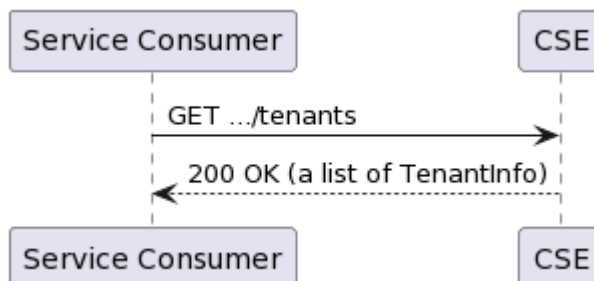 Service Consumer CSE
GET .../tenants
200 OK (a list of TenantInfo)
Service Consumer CSE